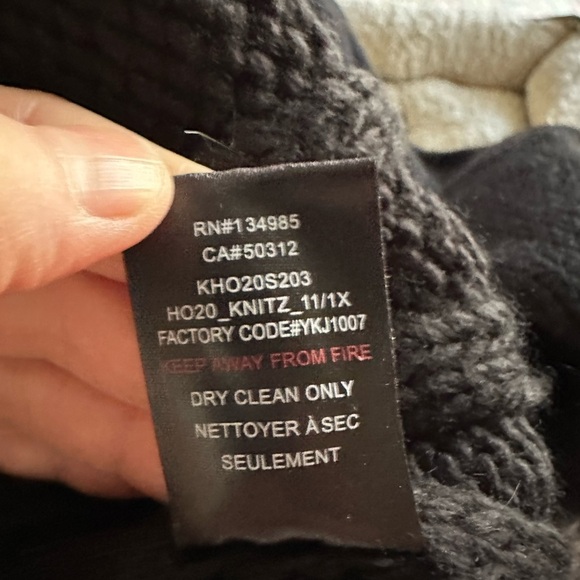 RN#134985
CA#50312
KHO20S203
HO20_KNITZ_11/1X
FACTORY CODE#YKJ1007
KEEP AWAY FROM FIRE
DRY CLEAN ONLY
NETTOYER À SEC
SEULEMENT